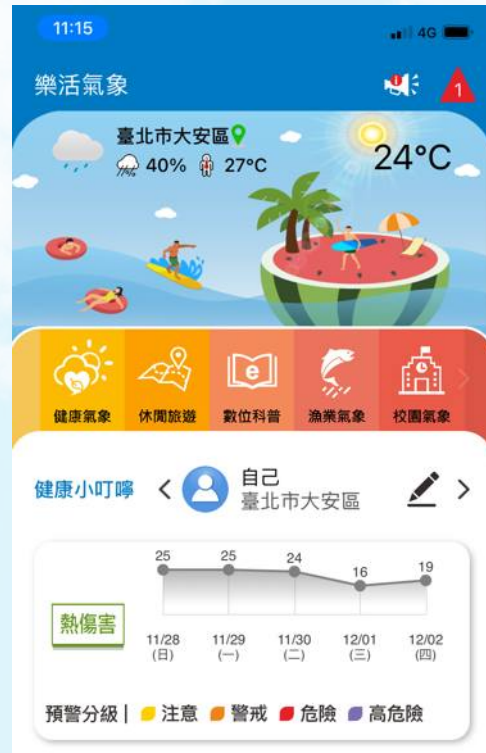 11:15
4G
樂活氣象
1
臺北市大安區
40% 27°C
24°C
健康氣象 休閒旅遊 數位科普 漁業氣象 校園氣象
健康小叮嚀
自己
臺北市大安區
25 25 24 16 19
熱傷害
11/28 11/29 11/30 12/01 12/02
(日) (一) (二) (三) (四)
預警分級 | 注意 警戒 危險 高危險